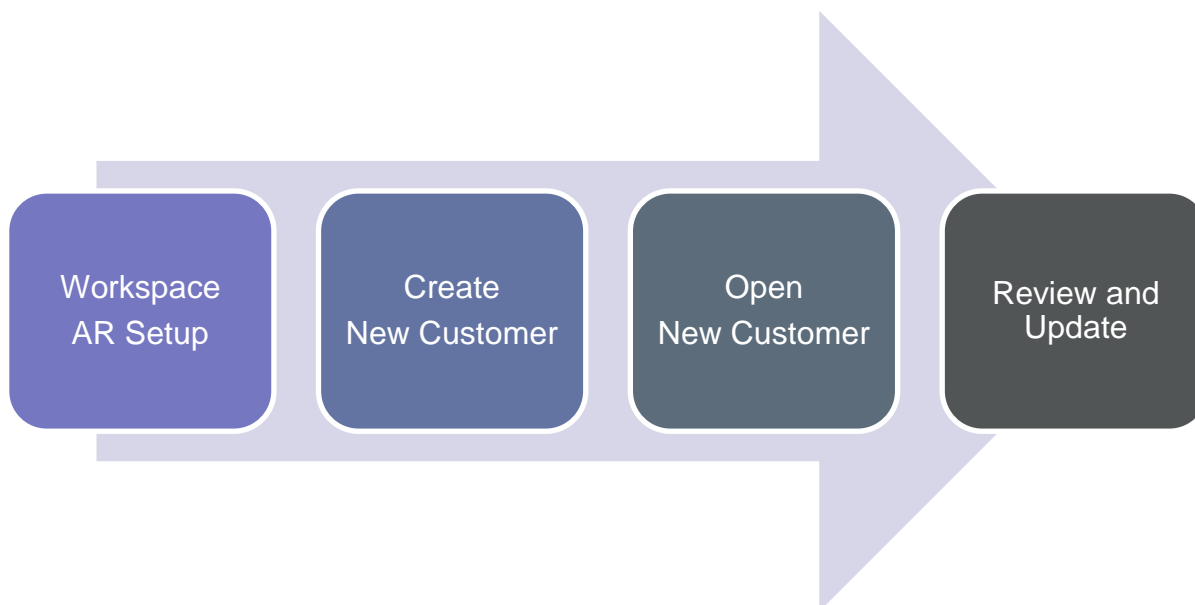 Workspace
AR Setup
Create
New Customer
Open
New Customer
Review and
Update